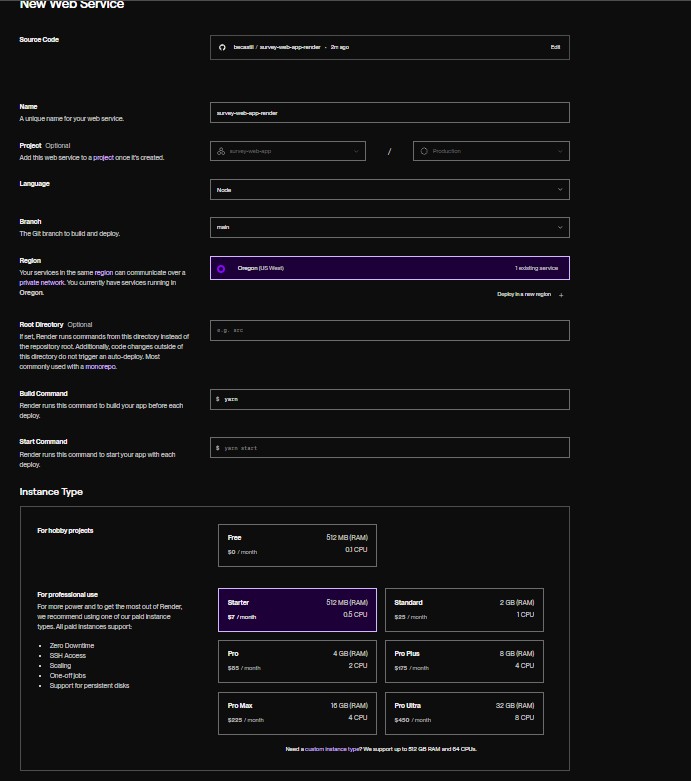 New Web Service
Source Code
becastil / survey-web-app-render • 2m ago Edit
Name
A unique name for your web service.
survey-web-app-render
Project Optional
Add this web service to a project once it's created.
survey-web-app / Production
Language
Node
Branch
The Git branch to build and deploy.
main
Region
Your services in the same region can communicate over a
private network. You currently have services running in
Oregon.
Oregon (US West) 1 existing service
Deploy in a new region +
Root Directory Optional
If set, Render runs commands from this directory instead of
the repository root. Additionally, code changes outside of
this directory do not trigger an auto-deploy. Most
commonly used with a monorepo.
e.g. src
Build Command
Render runs this command to build your app before each
deploy.
$ yarn
Start Command
Render runs this command to start your app with each
deploy.
$ yarn start
Instance Type
For hobby projects
Free 512 MB (RAM)
$0 / month 0.1 CPU
For professional use
For more power and to get the most out of Render,
we recommend using one of our paid instance
types. All paid instances support:
• Zero Downtime
• SSH Access
• Scaling
• One-off jobs
• Support for persistent disks
Starter 512 MB (RAM)
$7 / month 0.5 CPU
Standard 2 GB (RAM)
$25 / month 1 CPU
Pro 4 GB (RAM)
$85 / month 2 CPU
Pro Plus 8 GB (RAM)
$175 / month 4 CPU
Pro Max 16 GB (RAM)
$225 / month 4 CPU
Pro Ultra 32 GB (RAM)
$450 / month 8 CPU
Need a custom instance type? We support up to 512 GB RAM and 64 CPUs.